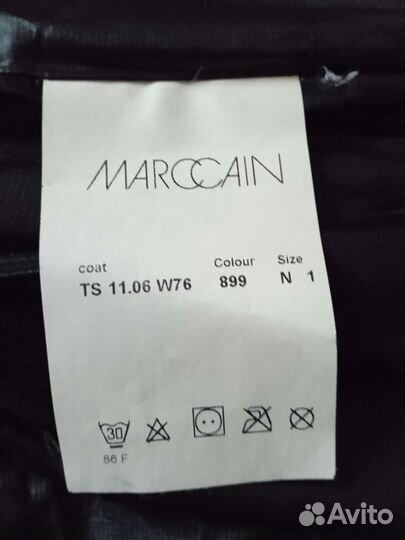 MARCCAIN
coat Colour Size
TS 11.06 W76 899 N 1
30
86 F
Avito